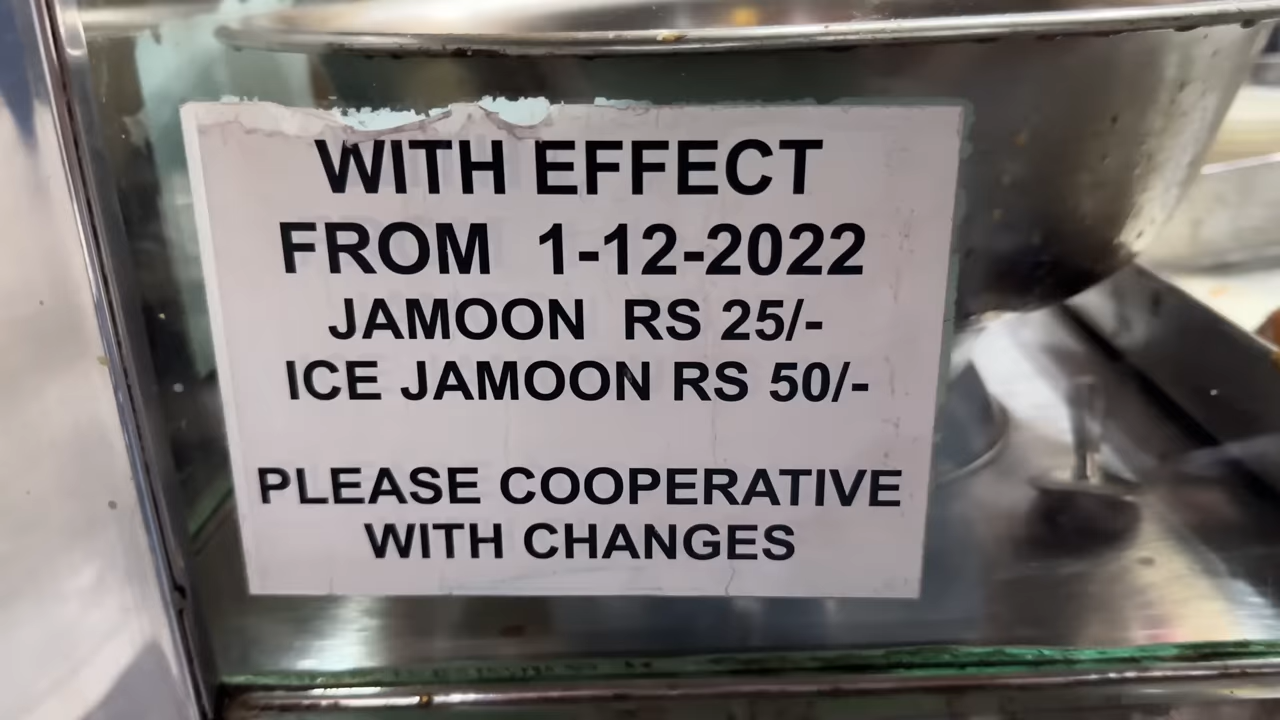 WITH EFFECT
FROM 1-12-2022
JAMOON RS 25/-
ICE JAMOON RS 50/-
PLEASE COOPERATIVE
WITH CHANGES